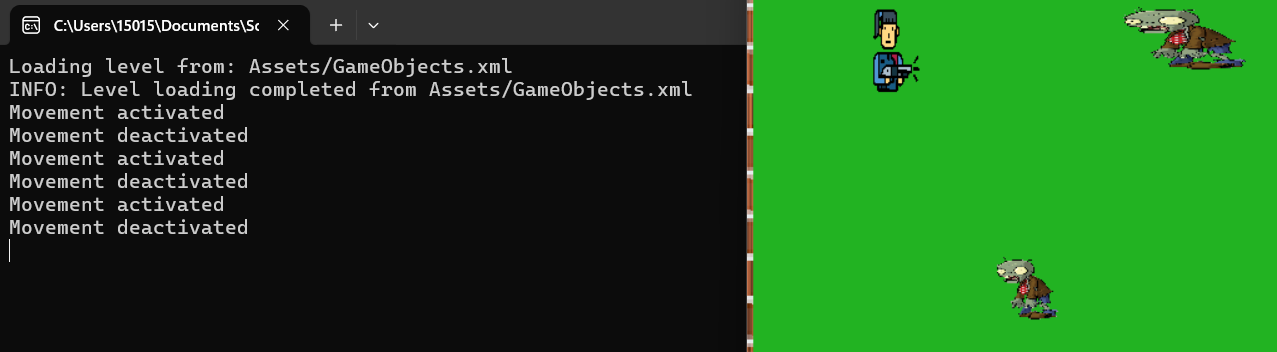 C:\Users\15015\Documents\Sc
Loading level from: Assets/GameObjects.xml
INFO: Level loading completed from Assets/GameObjects.xml
Movement activated
Movement deactivated
Movement activated
Movement deactivated
Movement activated
Movement deactivated